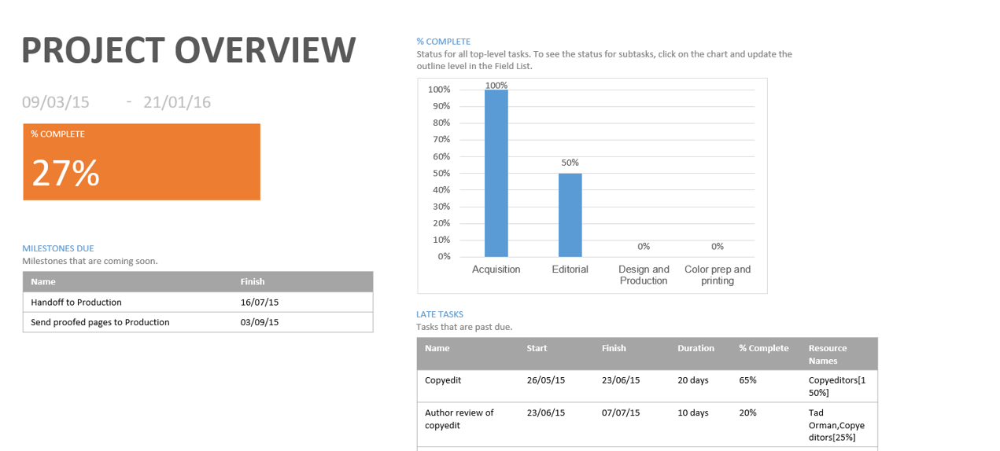 PROJECT OVERVIEW
09/03/15 - 21/01/16
% COMPLETE
27%
MILESTONES DUE
Milestones that are coming soon.
Name Finish
Handoff to Production 16/07/15
Send proofed pages to Production 03/09/15
% COMPLETE
Status for all top-level tasks. To see the status for subtasks, click on the chart and update the
outline level in the Field List.
100%
90%
80%
70%
60%
50%
40%
30%
20%
10%
0%
100%
50%
0%
0%
Acquisition
Editorial
Design and
Production
Color prep and
printing
LATE TASKS
Tasks that are past due.
Name Start Finish Duration % Complete Resource
Names
Copyedit 26/05/15 23/06/15 20 days 65% Copyeditors[1
50%]
Author review of 23/06/15 07/07/15 10 days 20% Tad
copyedit Orman,Copye
ditors[25%]